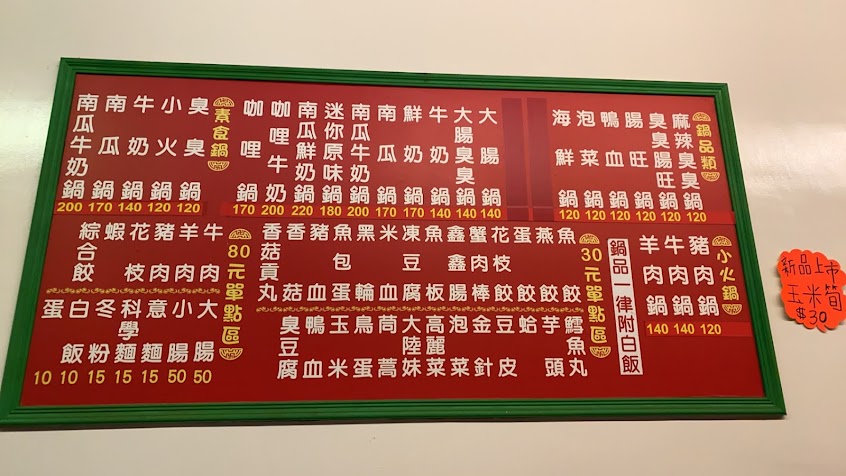 鍋品類
麻辣臭臭鍋
120
臭臭腸旺鍋
120
腸旺鍋
120
鴨血鍋
120
泡菜鍋
120
海鮮鍋
120
大腸鍋
140
大腸臭臭鍋
140
牛奶鍋
140
鮮奶鍋
170
南瓜鍋
170
南瓜牛奶鍋
200
迷你原味鍋
180
南瓜鮮奶鍋
220
咖哩牛奶鍋
200
咖哩鍋
170
素食鍋
臭臭鍋
120
小火鍋
120
牛奶鍋
140
南瓜鍋
170
南瓜牛奶鍋
200
小火鍋
豬肉鍋
120
牛肉鍋
140
羊肉鍋
140
鍋品一律附白飯
30元單點區
魚餃
燕餃
蛋餃
花枝餃
蟹肉棒
鑫鑫腸
魚板
凍豆腐
米血
黑輪
魚包蛋
豬血
香菇
香菇貢丸
鱈魚丸
芋頭
蛤
豆皮
金針
泡菜
高麗菜
大陸妹
茼蒿
鳥蛋
玉米
鴨血
臭豆腐
80元單點區
牛肉
羊肉
豬肉
花枝
蝦
綜合餃
大腸
50
小腸
50
意麵
15
科學麵
15
冬粉
15
白飯
10
蛋
10
新品上市
玉米筍
$30